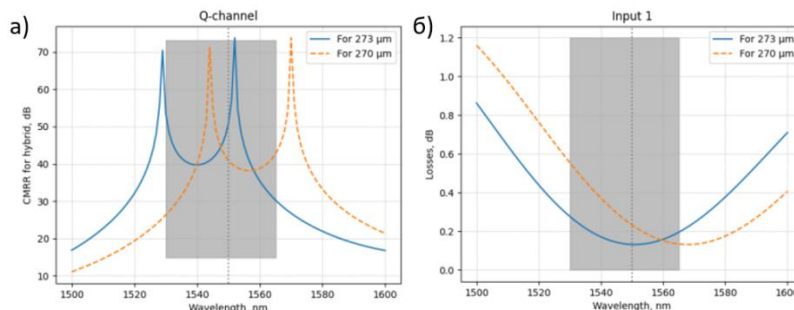 а)
Q-channel
CMRR for hybrid, dB
70
60
50
40
30
20
10
For 273 μm
For 270 μm
1500
1520
1540
1560
1580
1600
Wavelength, nm
б)
Input 1
Losses, dB
1.2
1.0
0.8
0.6
0.4
0.2
0.0
For 273 μm
For 270 μm
1500
1520
1540
1560
1580
1600
Wavelength, nm